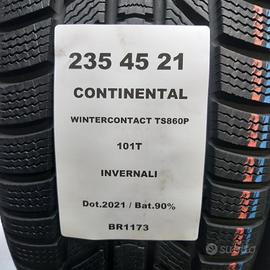 235 45 21
CONTINENTAL
WINTERCONTACT TS860P
101T
INVERNALI
Dot.2021 / Bat.90%
BR1173
subito